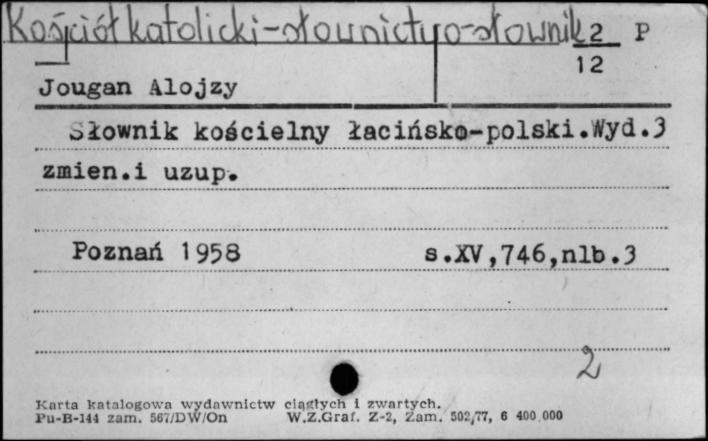 Kościół katolicki-słownictwo-słownik 2 P
12
Jougan Alojzy
Słownik kościelny łacińsko-polski.Wyd.3
zmien.i uzup.
Poznań 1958 s.XV,746,nlb.3
2
Karta katalogowa wydawnictw ciągłych i zwartych.
Pu-B-144 zam. 567/DW/On W.Z.Graf. Z-2, Zam. 502/77, 6 400 000